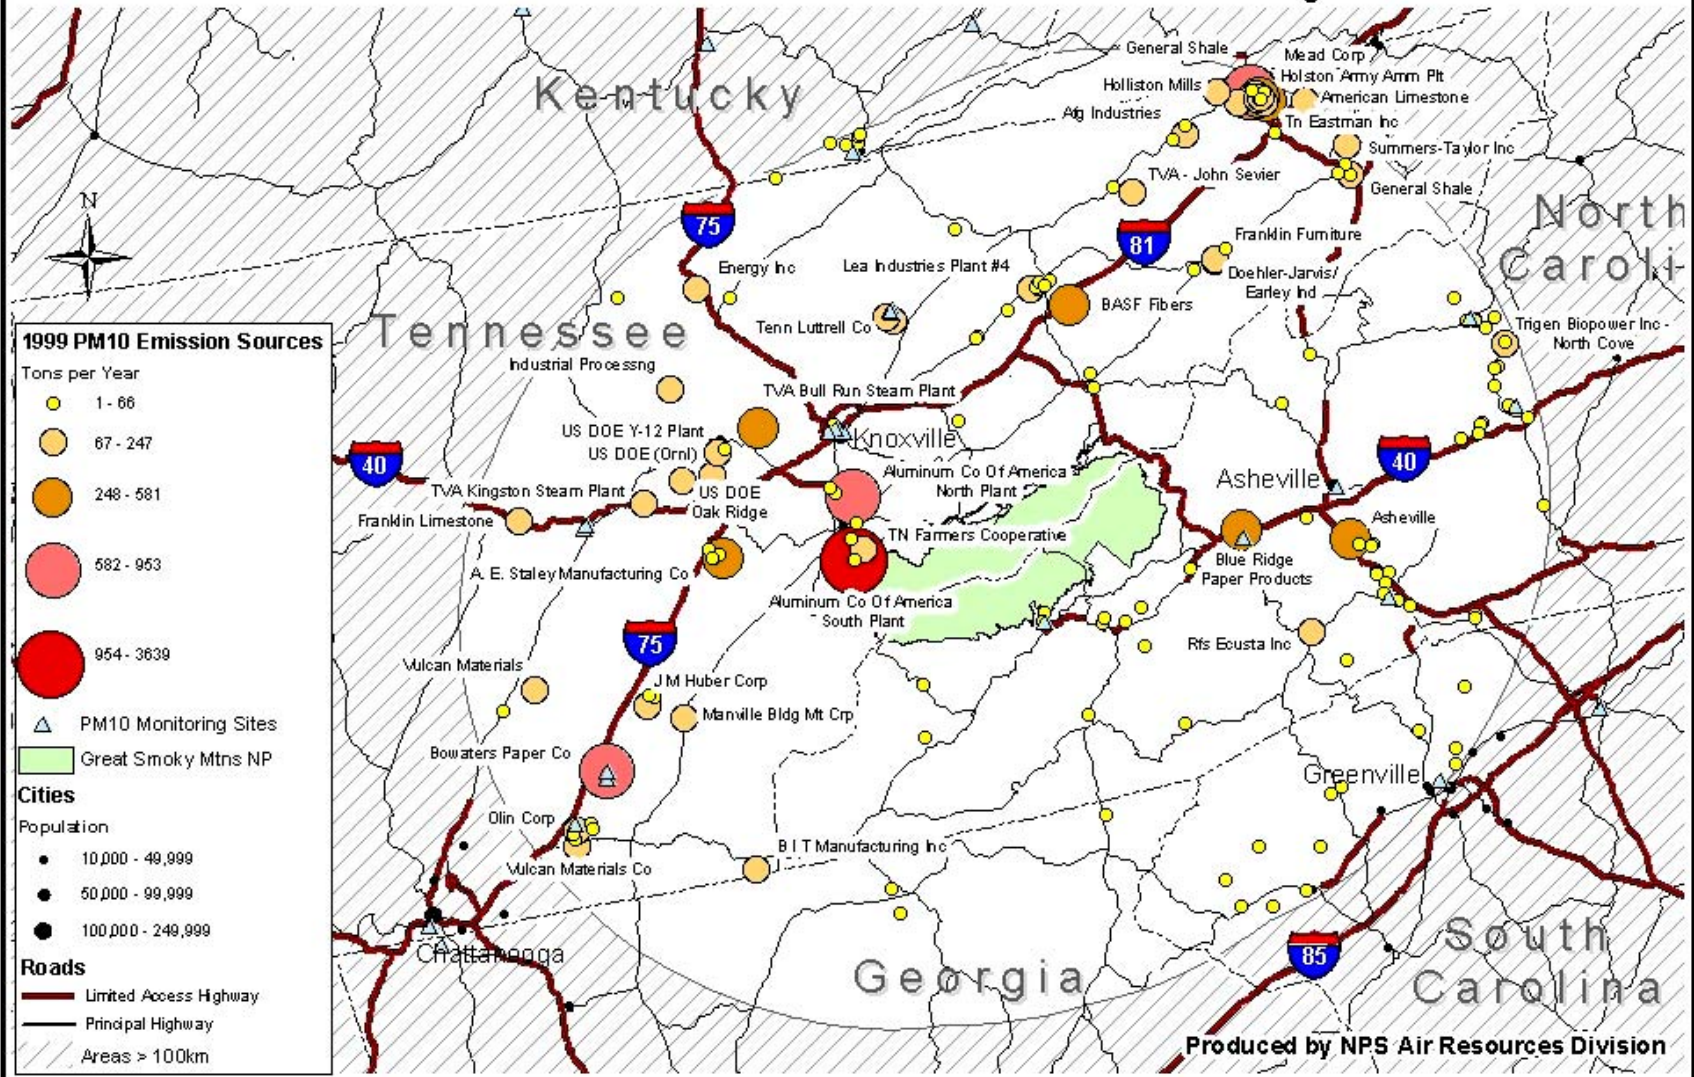 General Shale
Mead Corp
Holston Army Amm Plt
Holliston Mills
American Limestone
Afg Industries
Tn Eastman Inc
Kentucky
Summers-Taylor Inc
TVA - John Sevier
General Shale
N
75
81
North
Caroli
Franklin Furniture
Energy Inc
Lea Industries Plant #4
Doehler-Jarvis/
Earley Ind
BASF Fibers
Tenn Luttrell Co
Trigen Biopower Inc -
North Cove
Tennessee
Industrial Processng
TVA Bull Run Steam Plant
US DOE Y-12 Plant
Knoxville
US DOE (Ornl)
40
40
Aluminum Co Of America
North Plant
Asheville
TVA Kingston Steam Plant
US DOE
Oak Ridge
Franklin Limestone
Asheville
TN Farmers Cooperative
Blue Ridge
Paper Products
A. E. Staley Manufacturing Co
Aluminum Co Of America
South Plant
75
Rfs Ecusta Inc
Vulcan Materials
J M Huber Corp
Manville Bldg Mt Crp
Bowaters Paper Co
Greenville
Olin Corp
B I T Manufacturing Inc
Vulcan Materials Co
Chattanooga
Georgia
85
South
Carolina
1999 PM10 Emission Sources
Tons per Year
1 - 66
67 - 247
248 - 581
582 - 953
954 - 3639
PM10 Monitoring Sites
Great Smoky Mtns NP
Cities
Population
10,000 - 49,999
50,000 - 99,999
100,000 - 249,999
Roads
Limited Access Highway
Principal Highway
Areas > 100km
Produced by NPS Air Resources Division